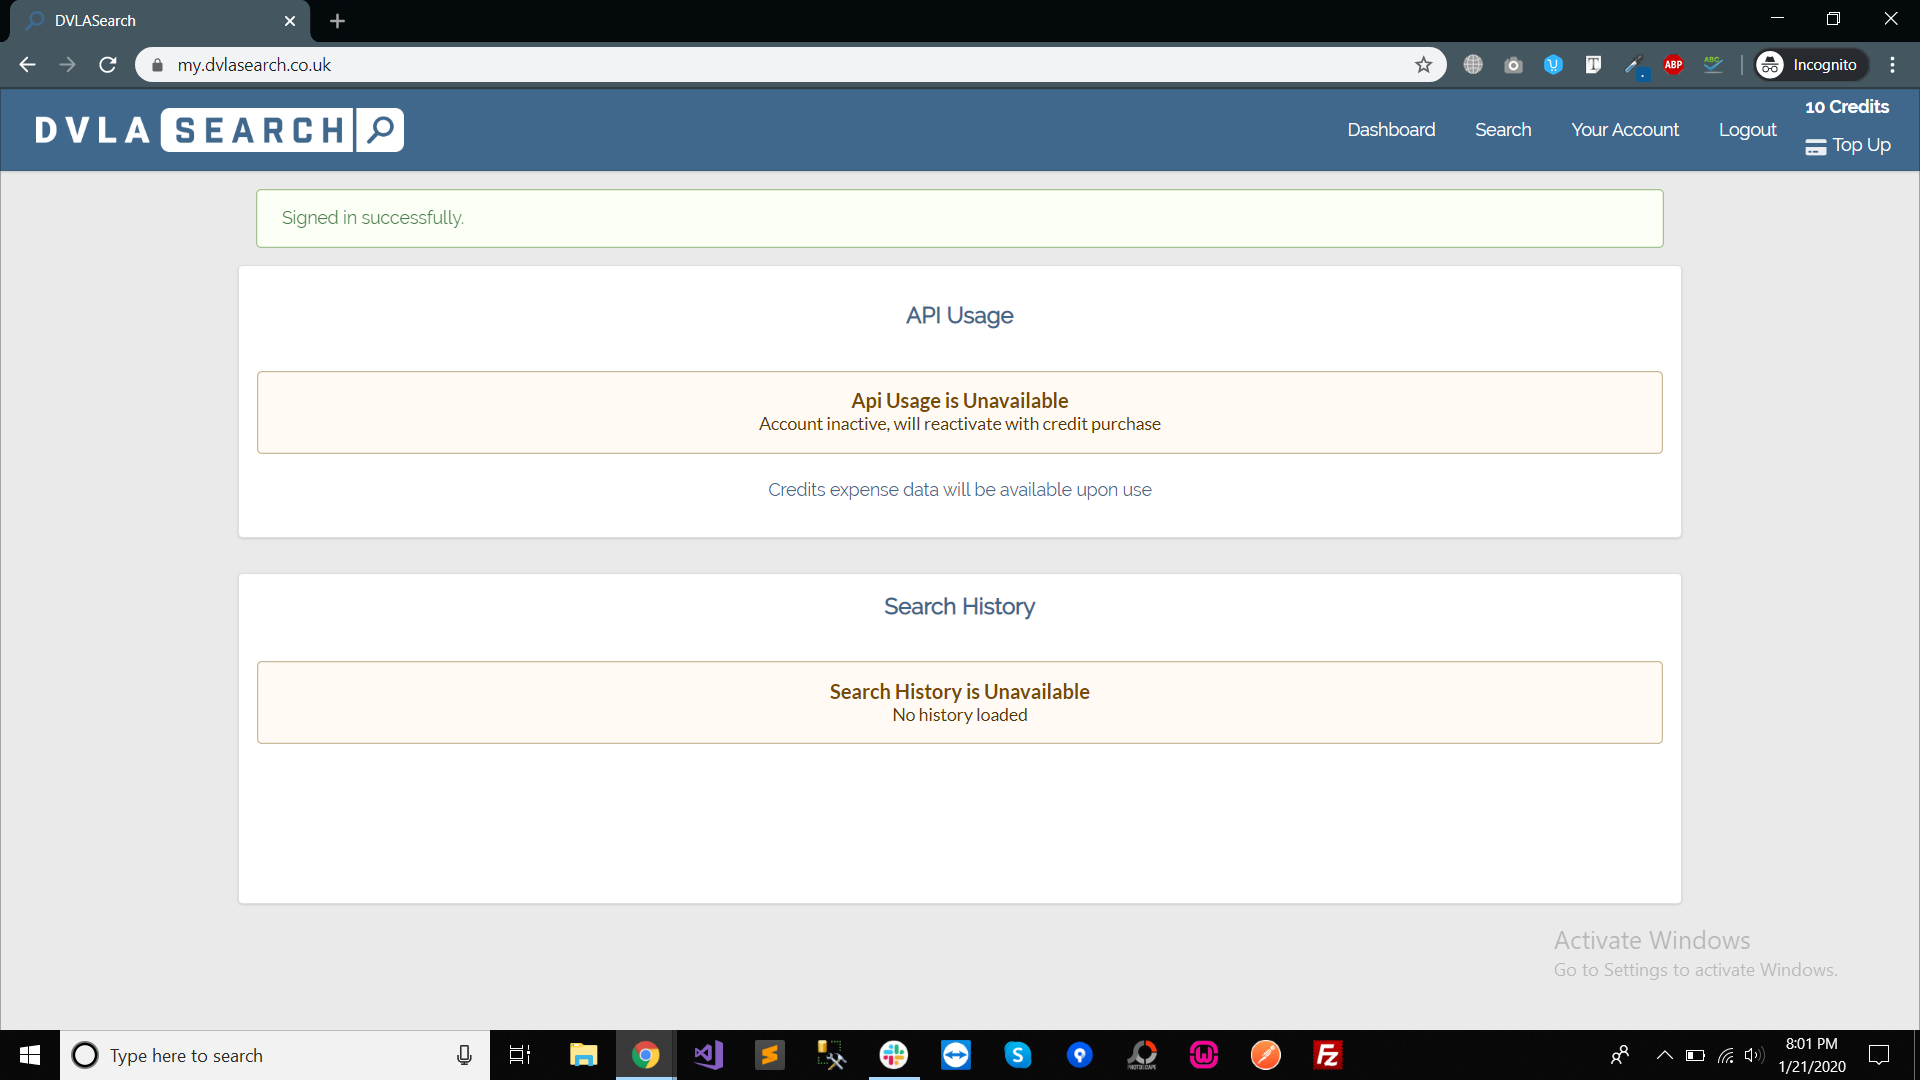 DVLASearch
my.dvlasearch.co.uk
ABP
ABC
Incognito
DVLA SEARCH
Dashboard
Search
Your Account
Logout
10 Credits
Top Up
Signed in successfully.
API Usage
Api Usage is Unavailable
Account inactive, will reactivate with credit purchase
Credits expense data will be available upon use
Search History
Search History is Unavailable
No history loaded
Activate Windows
Go to Settings to activate Windows.
Type here to search
8:01 PM
1/21/2020